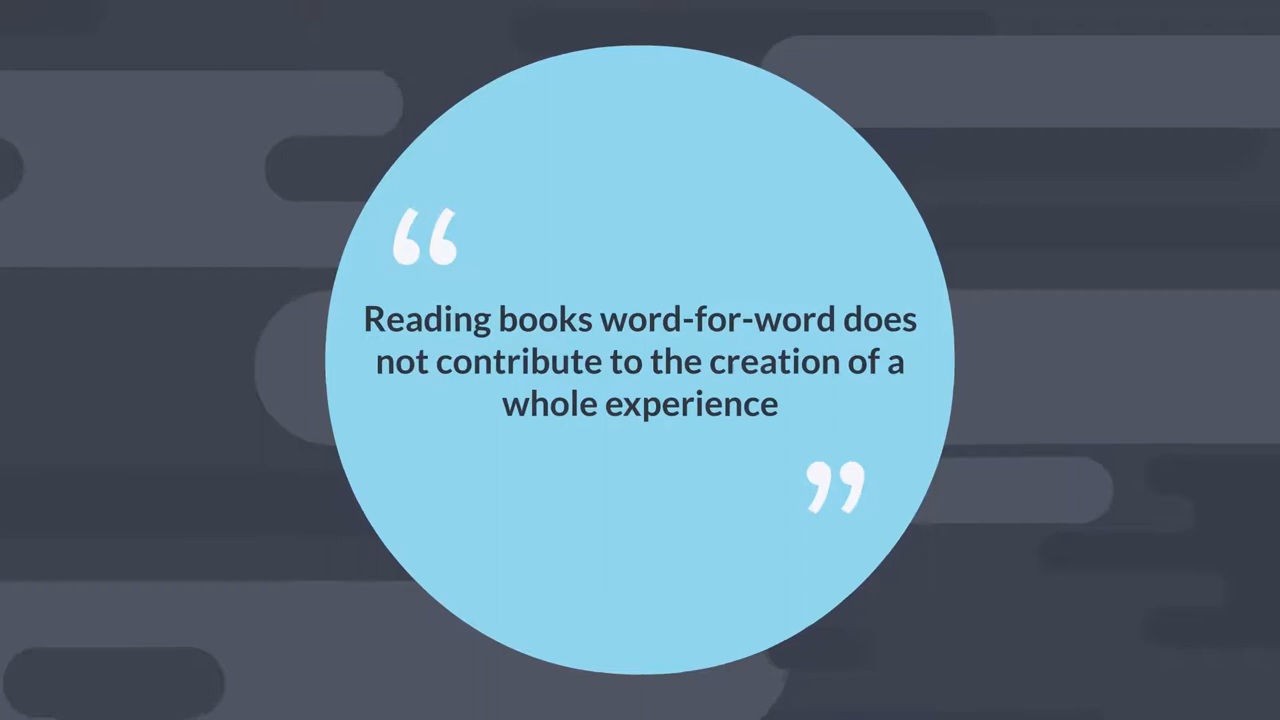 “
Reading books word-for-word does
not contribute to the creation of a
whole experience
”